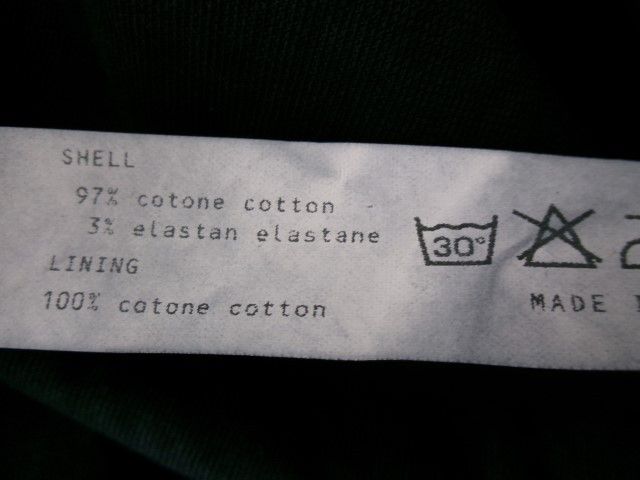 SHELL
97% cotone cotton
3% elastan elastane
LINING
100% cotone cotton
30°
MADE